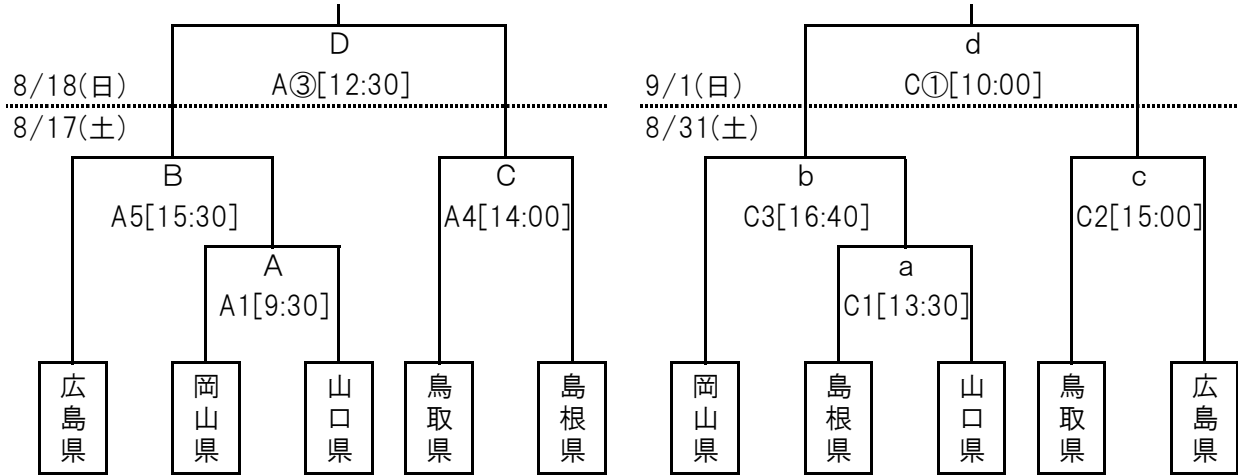 D
8/18(日)
A③[12:30]
8/17(土)
B
A5[15:30]
C
A4[14:00]
A
A1[9:30]
広島県
岡山県
山口県
鳥取県
島根県
d
9/1(日)
C①[10:00]
8/31(土)
b
C3[16:40]
c
C2[15:00]
a
C1[13:30]
岡山県
島根県
山口県
鳥取県
広島県